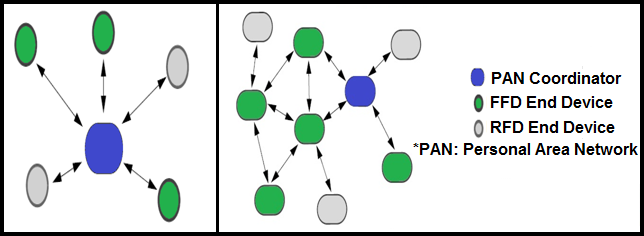 PAN Coordinator
FFD End Device
RFD End Device
*PAN: Personal Area Network